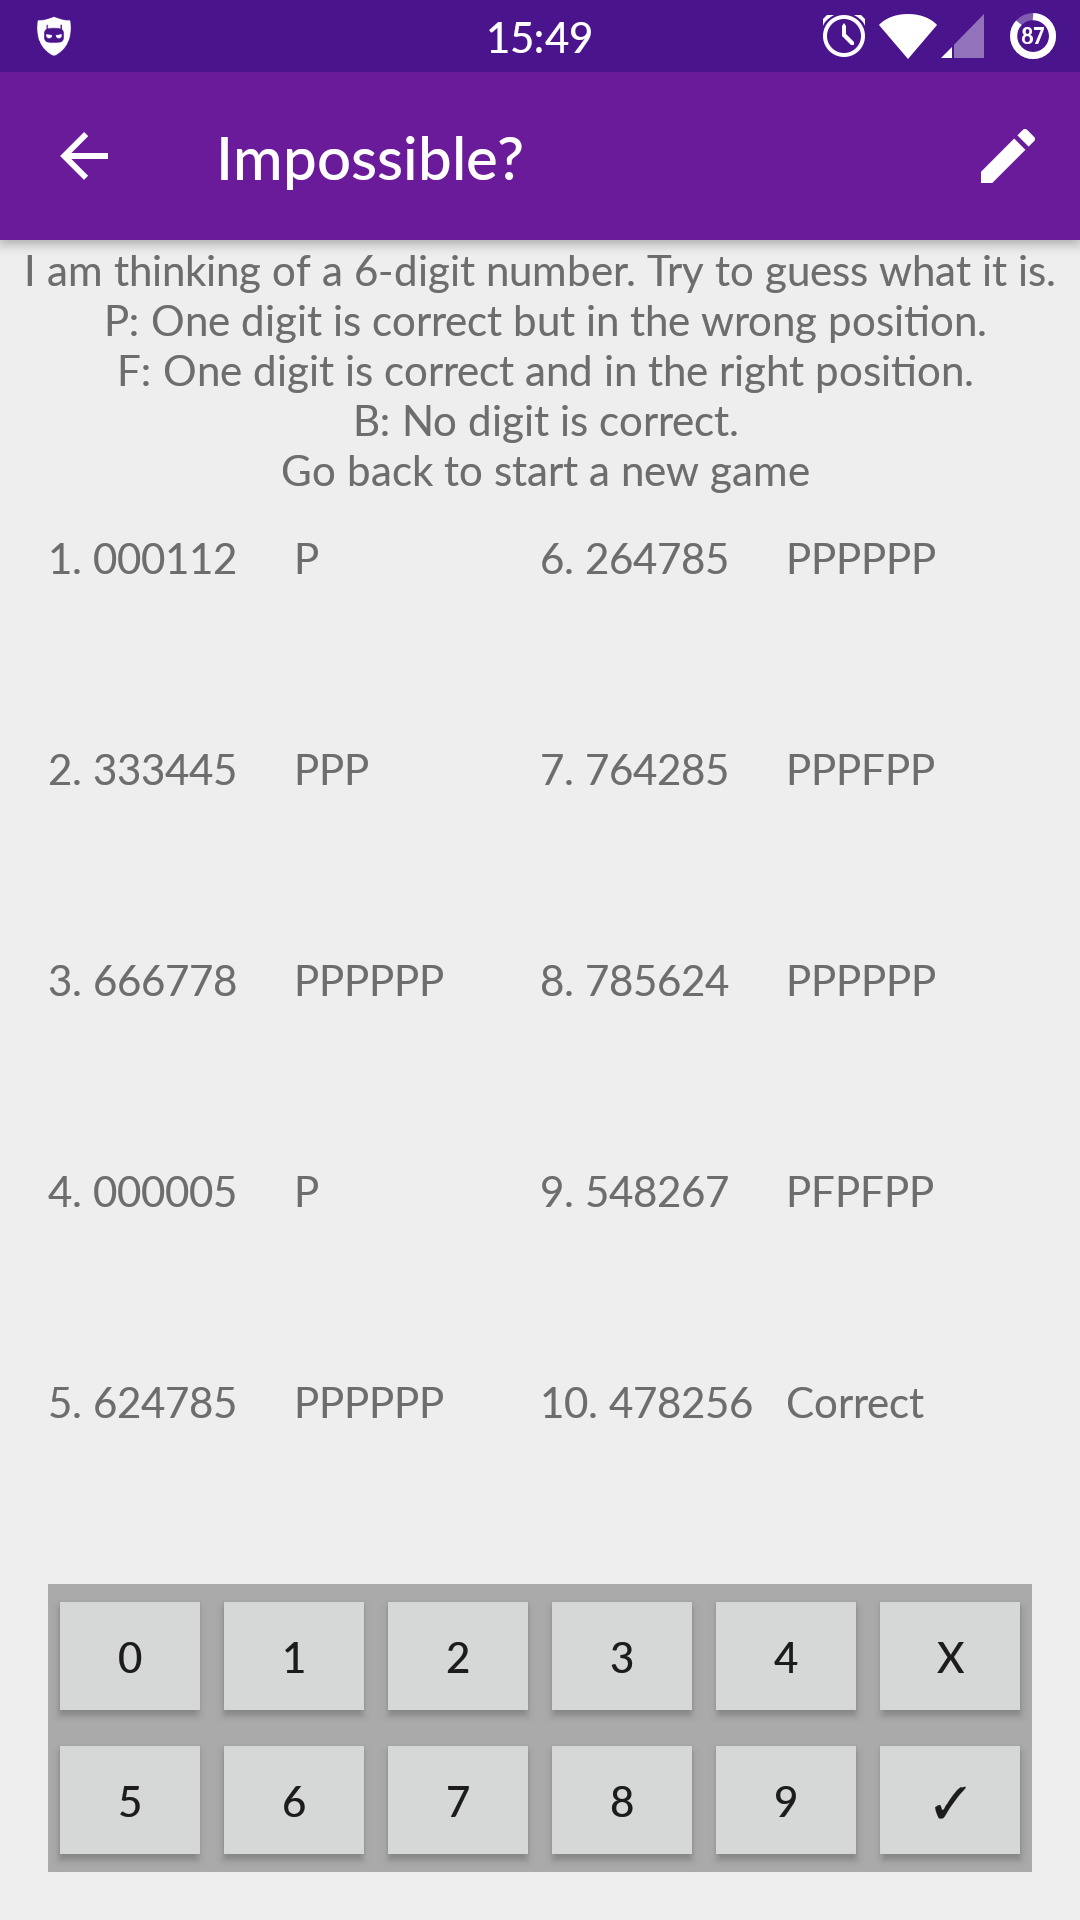 15:49
87
Impossible?
I am thinking of a 6-digit number. Try to guess what it is.
P: One digit is correct but in the wrong position.
F: One digit is correct and in the right position.
B: No digit is correct.
Go back to start a new game
1. 000112 P 6. 264785 PPPPPP
2. 333445 PPP 7. 764285 PPPFPP
3. 666778 PPPPPP 8. 785624 PPPPPP
4. 000005 P 9. 548267 PFPFPP
5. 624785 PPPPPP 10. 478256 Correct
0 1 2 3 4 X
5 6 7 8 9 ✓